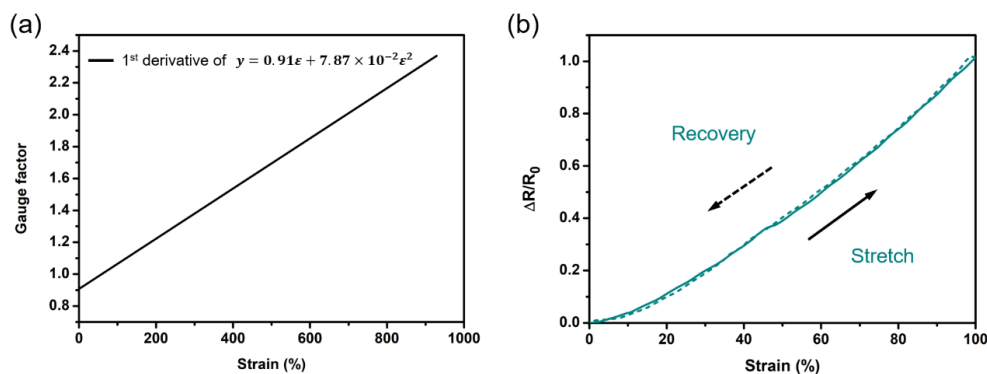 (a)
1st derivative of y = 0.91ε + 7.87 × 10⁻²ε²
2.4
2.2
2.0
1.8
1.6
1.4
1.2
1.0
0.8
Gauge factor
0 200 400 600 800 1000
Strain (%)
(b)
1.0
0.8
0.6
0.4
0.2
0.0
ΔR/R₀
Recovery
Stretch
0 20 40 60 80 100
Strain (%)